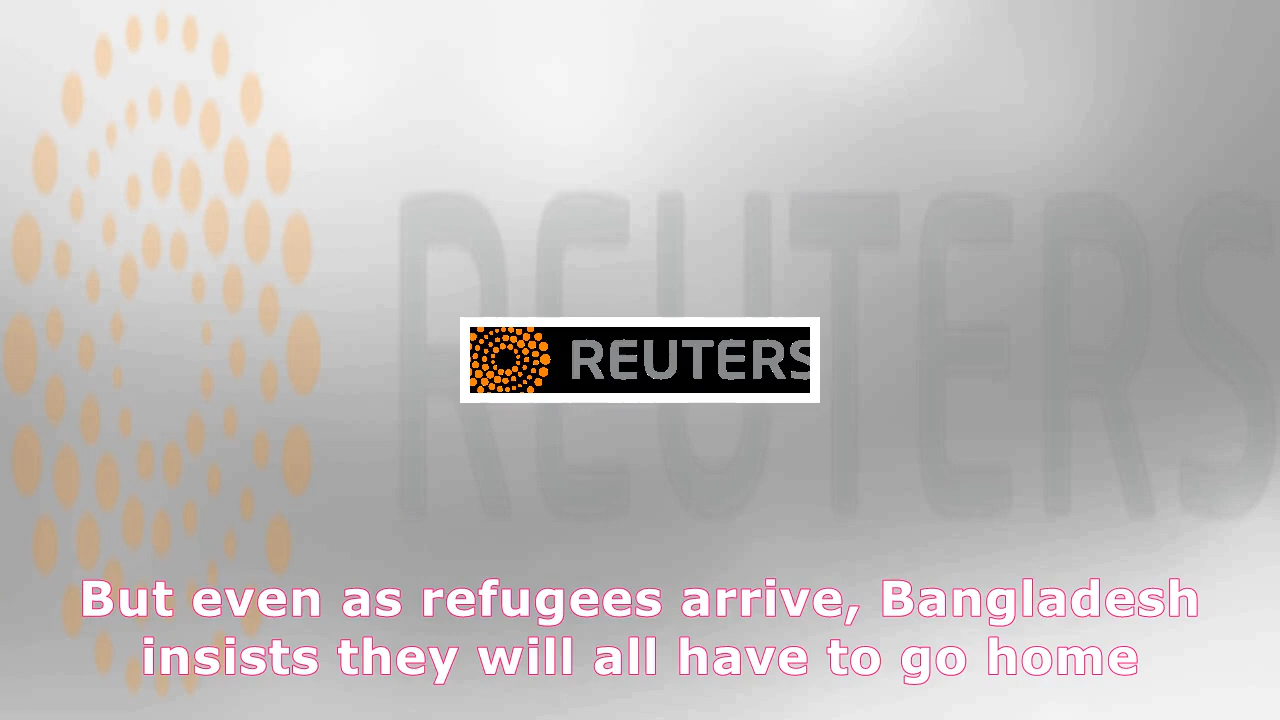 REUTERS
REUTERS
But even as refugees arrive, Bangladesh
insists they will all have to go home